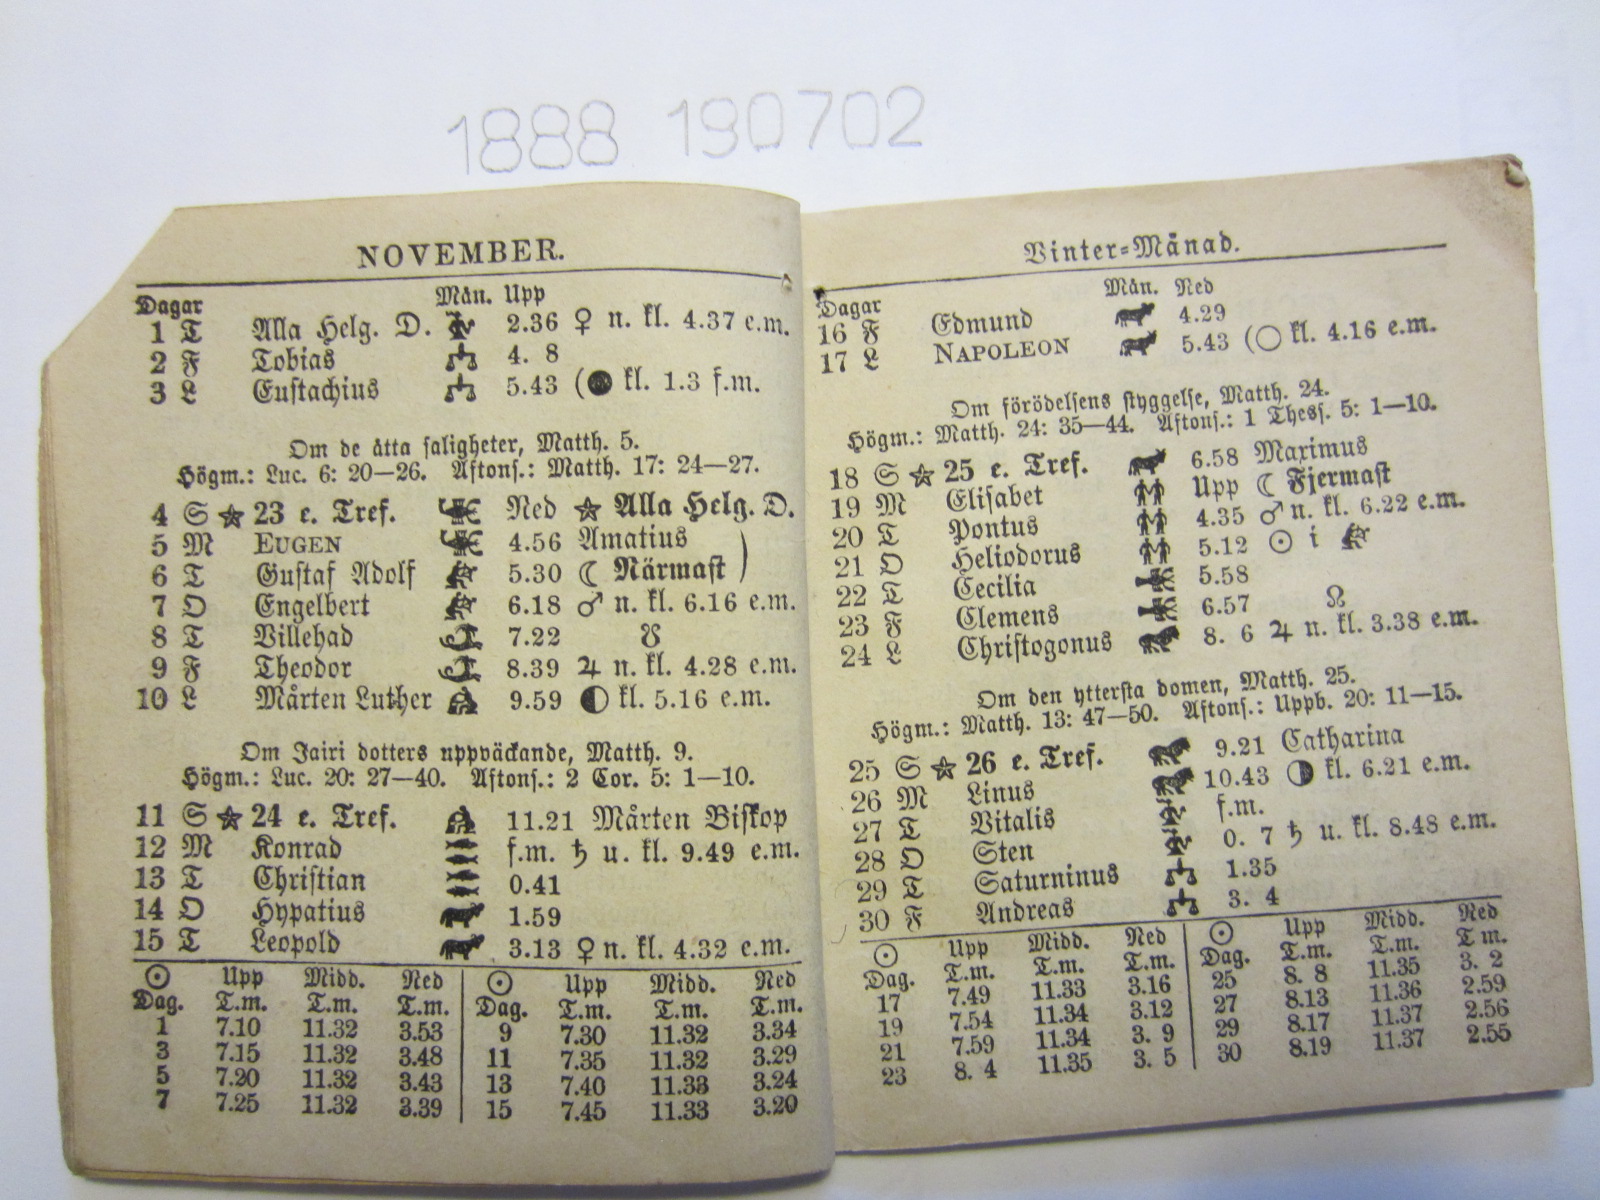 1888 190702
NOVEMBER.
Dagar Mån. Upp
1 T Alla Helg. D. 2.36 ♀ n. kl. 4.37 e.m.
2 F Tobias 4. 8
3 L Eustachius 5.43 (● kl. 1.3 f.m.
Om de åtta saligheter, Matth. 5.
Högm.: Luc. 6: 20—26. Aftons.: Matth. 17: 24—27.
4 S ★ 23 e. Tref. Ned ★ Alla Helg. D.
5 M EUGEN 4.56 Amatius
6 T Gustaf Adolf 5.30 ☾ Närmast )
7 O Engelbert 6.18 ♂ n. kl. 6.16 e.m.
8 T Villehad 7.22 ☋
9 F Theodor 8.39 ♃ n. kl. 4.28 e.m.
10 L Mårten Luther 9.59 ◐ kl. 5.16 e.m.
Om Jairi dotters uppväckande, Matth. 9.
Högm.: Luc. 20: 27—40. Aftons.: 2 Cor. 5: 1—10.
11 S ★ 24 e. Tref. 11.21 Mårten Biskop
12 M Konrad f.m. ♄ u. kl. 9.49 e.m.
13 T Christian 0.41
14 O Hypatius 1.59
15 T Leopold 3.13 ♀ n. kl. 4.32 e.m.
☉ Upp Midd. Ned ☉ Upp Midd. Ned
Dag. T.m. T.m. T.m. Dag. T.m. T.m. T.m.
1 7.10 11.32 3.53 9 7.30 11.32 3.34
3 7.15 11.32 3.48 11 7.35 11.32 3.29
5 7.20 11.32 3.43 13 7.40 11.33 3.24
7 7.25 11.32 3.39 15 7.45 11.33 3.20
Vinter-Månad.
Dagar Mån. Ned
16 F Edmund 4.29
17 L NAPOLEON 5.43 (○ kl. 4.16 e.m.
Om förödelsens styggelse, Matth. 24.
Högm.: Matth. 24: 35—44. Aftons.: 1 Thess. 5: 1—10.
18 S ★ 25 e. Tref. 6.58 Maximus
19 M Elisabet Upp ☾ Fjermast
20 T Pontus 4.35 ♂ n. kl. 6.22 e.m.
21 O Heliodorus 5.12 ☉ i
22 T Cecilia 5.58
23 F Clemens 6.57 ☊
24 L Christogonus 8. 6 ♃ n. kl. 3.38 e.m.
Om den yttersta domen, Matth. 25.
Högm.: Matth. 13: 47—50. Aftons.: Uppb. 20: 11—15.
25 S ★ 26 e. Tref. 9.21 Catharina
26 M Linus 10.43 ◑ kl. 6.21 e.m.
27 T Vitalis f.m.
28 O Sten 0. 7 ♄ u. kl. 8.48 e.m.
29 T Saturninus 1.35
30 F Andreas 3. 4
☉ Upp Midd. Ned ☉ Upp Midd. Ned
Dag. T.m. T.m. T.m. Dag. T.m. T.m. T m.
17 7.49 11.33 3.16 25 8. 8 11.35 3. 2
19 7.54 11.34 3.12 27 8.13 11.36 2.59
21 7.59 11.34 3. 9 29 8.17 11.37 2.56
23 8. 4 11.35 3. 5 30 8.19 11.37 2.55